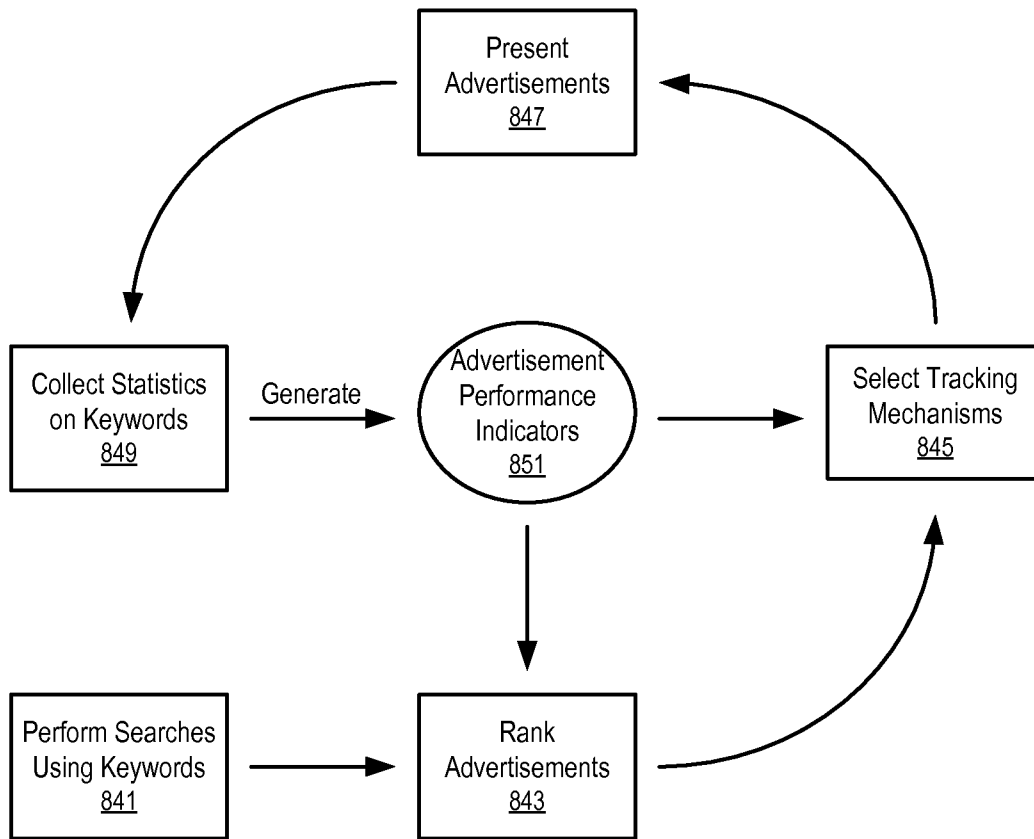 Present
Advertisements
847
Collect Statistics
on Keywords
849
Generate
Advertisement
Performance
Indicators
851
Select Tracking
Mechanisms
845
Perform Searches
Using Keywords
841
Rank
Advertisements
843